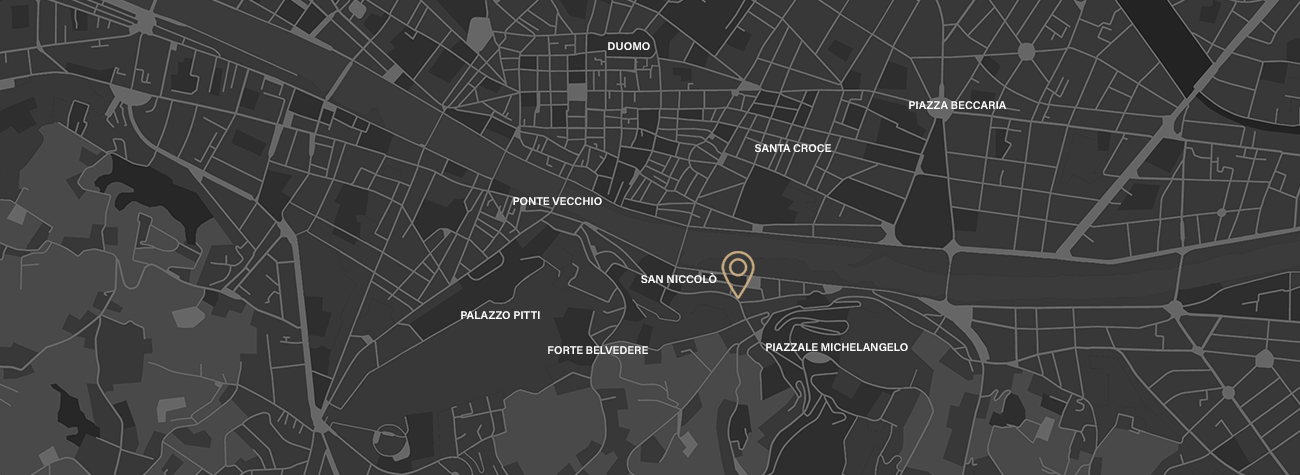 DUOMO
PIAZZA BECCARIA
SANTA CROCE
PONTE VECCHIO
SAN NICCOLÒ
PALAZZO PITTI
FORTE BELVEDERE
PIAZZALE MICHELANGELO